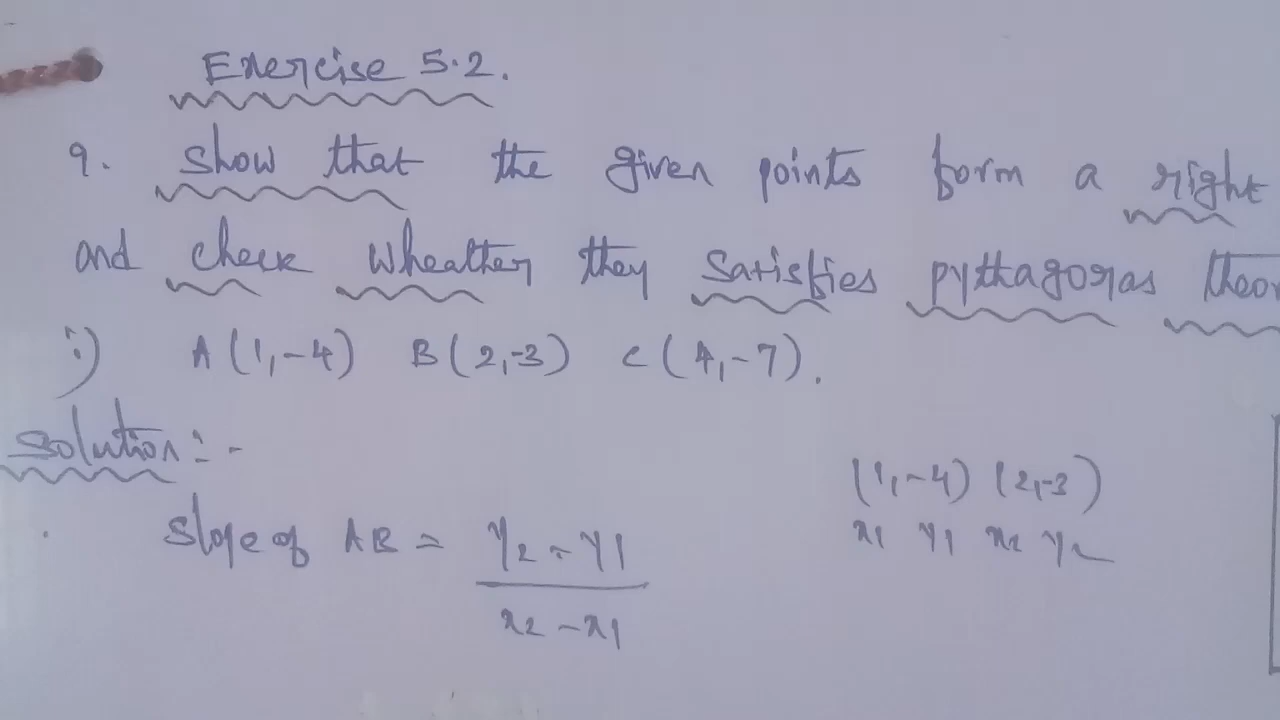 Exercise 5.2.
9. Show that the given points form a right
and check wheather they satisfies pythagoras theor
i) A(1,-4) B(2,-3) C(4,-7).
Solution:-
(1,-4) (2,-3)
x1 y1 x2 y2
Slope of AB = y2-y1
x2-x1